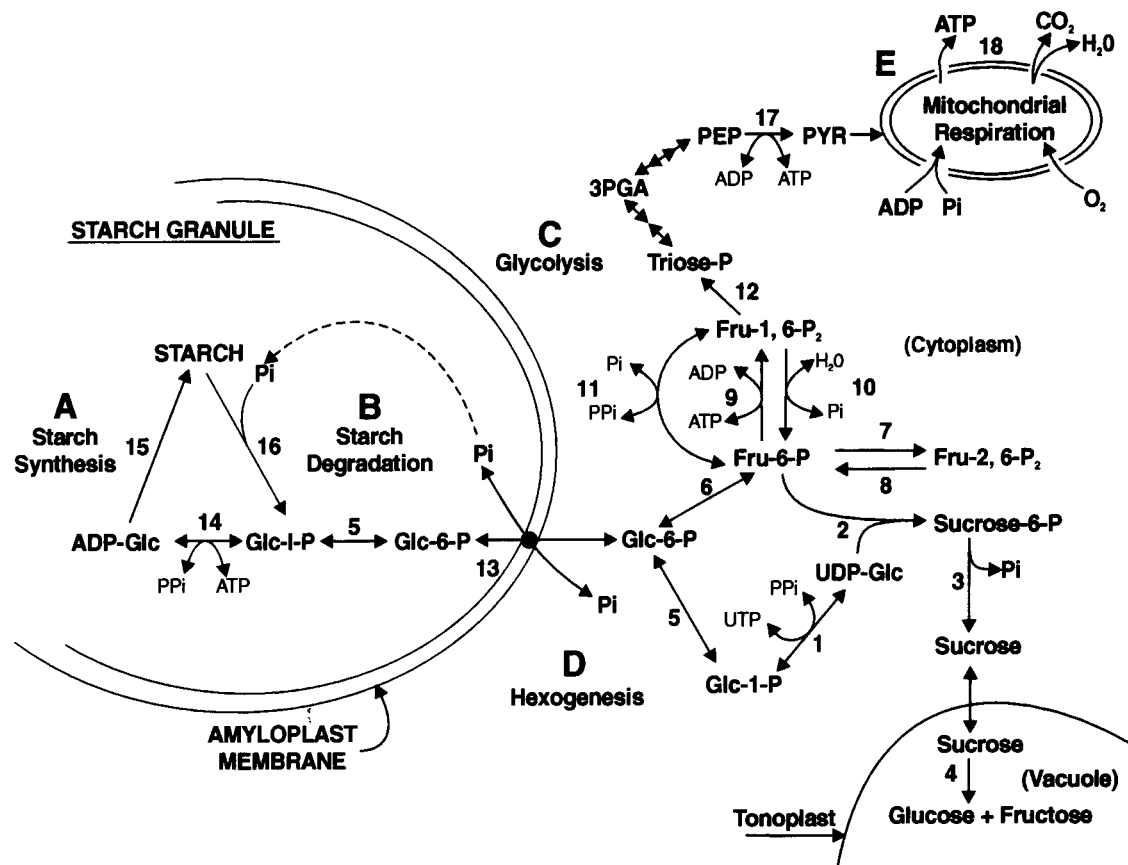 ATP
18
CO2
H20
E
Mitochondrial
Respiration
17
PEP
PYR
ADP
ATP
3PGA
ADP
Pi
O2
STARCH GRANULE
C
Glycolysis
Triose-P
12
Fru-1, 6-P2
(Cytoplasm)
STARCH
Pi
Pi
11
PPi
ADP
9
ATP
H20
10
Pi
A
Starch
Synthesis
15
16
B
Starch
Degradation
Pi
7
Fru-6-P
Fru-2, 6-P2
8
6
2
Sucrose-6-P
14
5
ADP-Glc
Glc-I-P
Glc-6-P
13
Glc-6-P
PPi
ATP
Pi
UDP-Glc
3
Pi
PPi
UTP
5
1
Sucrose
D
Hexogenesis
Glc-1-P
AMYLOPLAST
MEMBRANE
Sucrose
4
(Vacuole)
Tonoplast
Glucose + Fructose